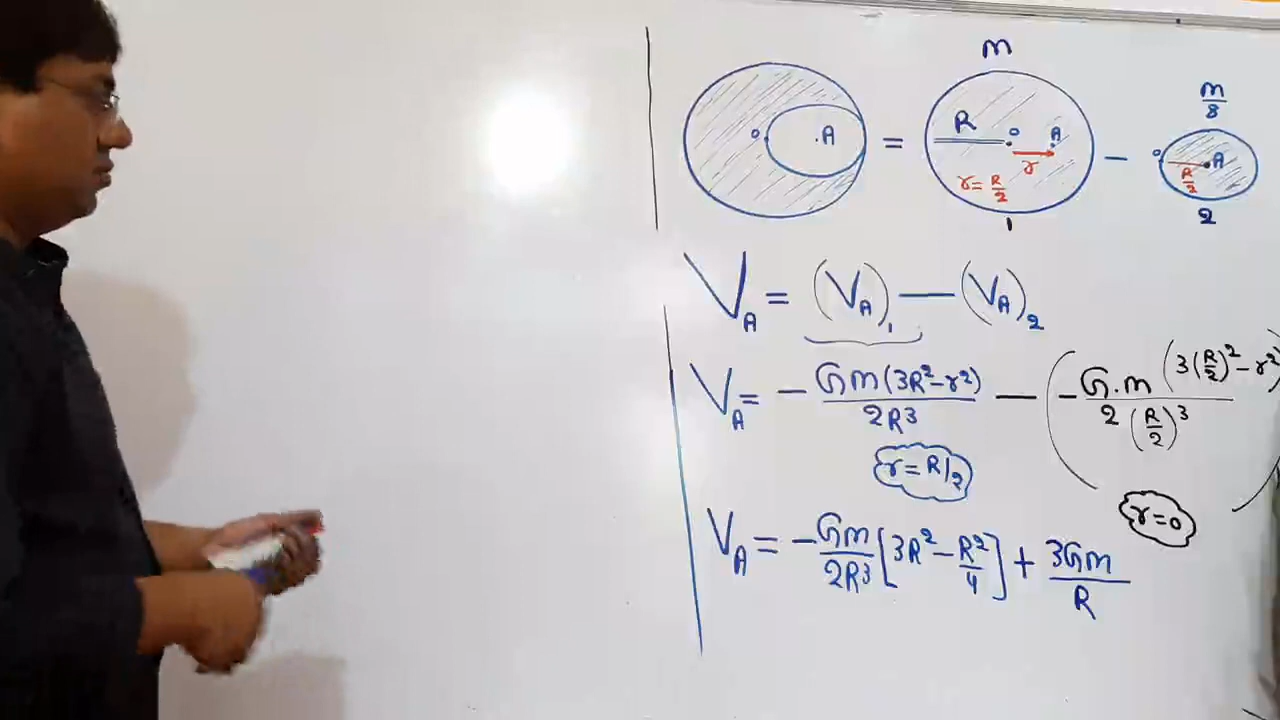 m
m/8
O .A = R O A r r = R/2 - O R/2 A
1 2
V_A = (V_A)_1 — (V_A)_2
V_A = - Gm(3R² - r²)/2R³ — (- G.m (3(R/2)² - r²)/2(R/2)³)
r = R/2
r = 0
V_A = -Gm/2R³ [3R² - R²/4] + 3Gm/R